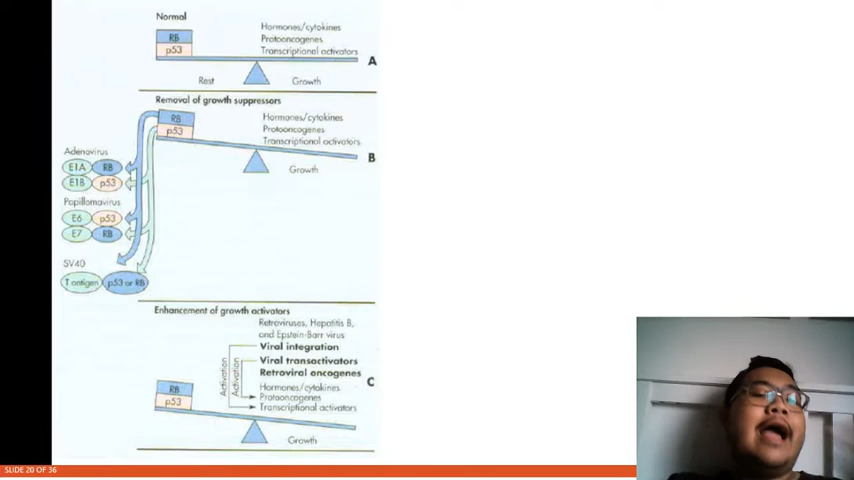 Normal
RB
p53
Hormones/cytokines
Protooncogenes
Transcriptional activators
A
Rest
Growth
Removal of growth suppressors
RB
p53
Hormones/cytokines
Protooncogenes
Transcriptional activators
B
Growth
Adenovirus
E1A RB
E1B p53
Papillomavirus
E6 p53
E7 RB
SV40
T antigen p53 or RB
Enhancement of growth activators
Retroviruses, Hepatitis B,
and Epstein-Barr virus
Viral integration
Viral transactivators
Retroviral oncogenes
Activation
Activation
Hormones/cytokines
Protooncogenes
Transcriptional activators
C
RB
p53
Growth
SLIDE 20 OF 36